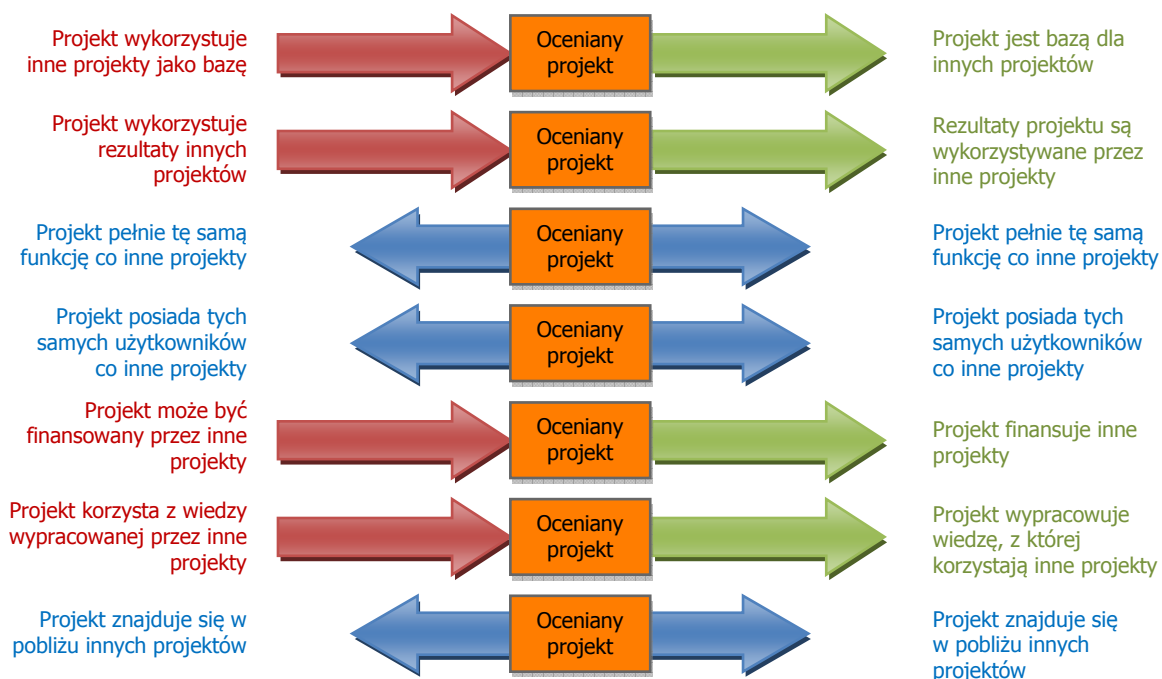 Projekt wykorzystuje
inne projekty jako bazę
Oceniany
projekt
Projekt jest bazą dla
innych projektów
Projekt wykorzystuje
rezultaty innych
projektów
Oceniany
projekt
Rezultaty projektu są
wykorzystywane przez
inne projekty
Projekt pełnie tę samą
funkcję co inne projekty
Oceniany
projekt
Projekt pełnie tę samą
funkcję co inne projekty
Projekt posiada tych
samych użytkowników
co inne projekty
Oceniany
projekt
Projekt posiada tych
samych użytkowników
co inne projekty
Projekt może być
finansowany przez inne
projekty
Oceniany
projekt
Projekt finansuje inne
projekty
Projekt korzysta z wiedzy
wypracowanej przez inne
projekty
Oceniany
projekt
Projekt wypracowuje
wiedzę, z której
korzystają inne projekty
Projekt znajduje się w
pobliżu innych projektów
Oceniany
projekt
Projekt znajduje się
w pobliżu innych
projektów